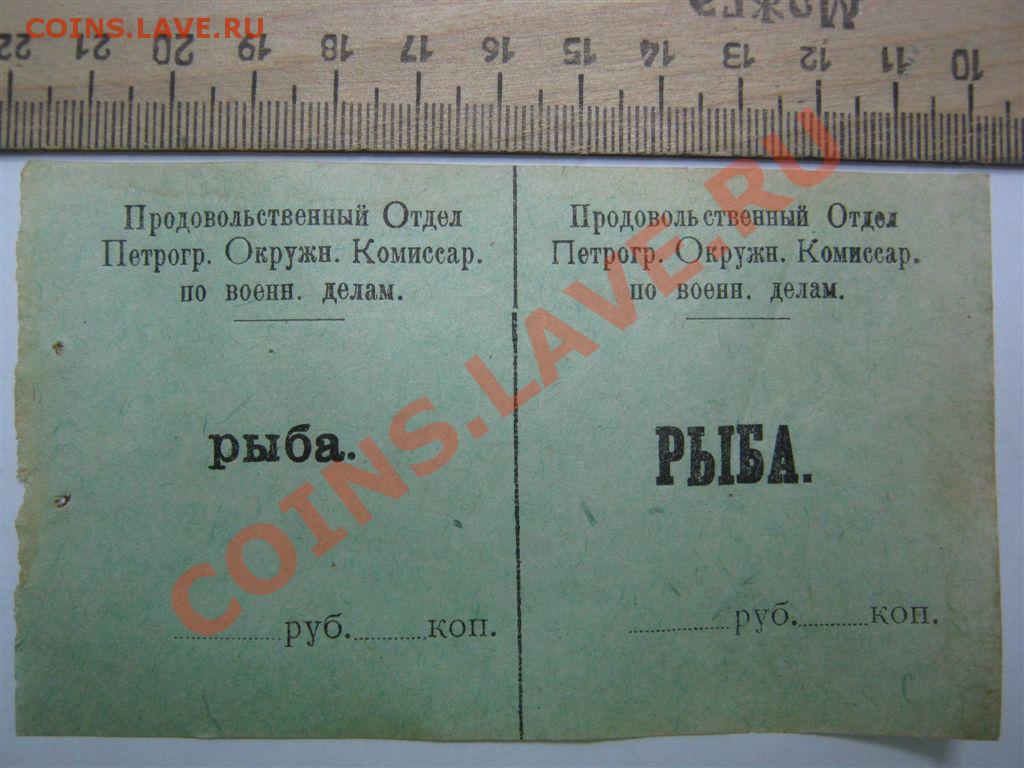 COINS.LAVE.RU
Можгз
22 21 20 19 18 17 16 15 14 13 12 11 10
Продовольственный Отдел
Петрогр. Окружн. Комиссар.
по военн. делам.
рыба.
руб. коп.
Продовольственный Отдел
Петрогр. Окружн. Комиссар.
по военн. делам.
РЫБА.
руб. коп.
COINS.LAVE.RU
COINS.LAVE.RU